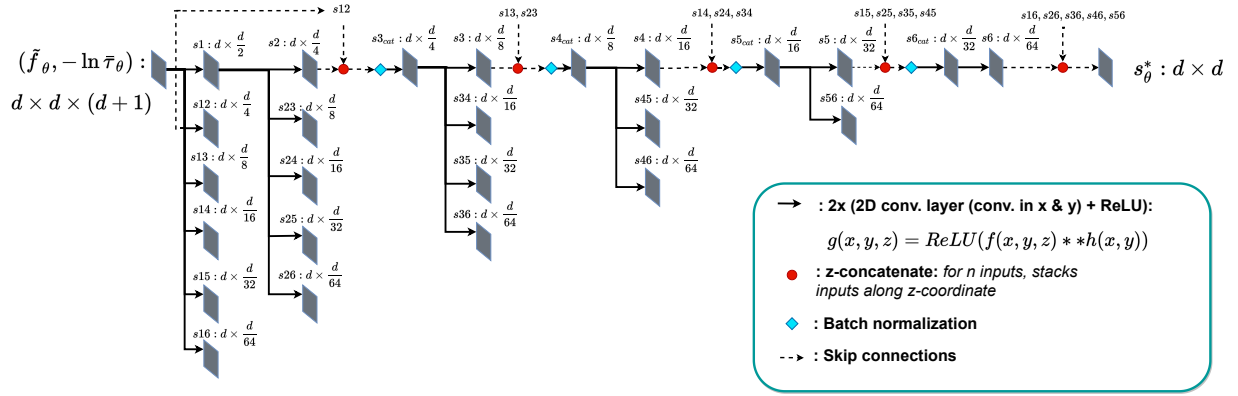 s12
s13, s23
s14, s24, s34
s15, s25, s35, s45
s16, s26, s36, s46, s56
(f̃_θ, − ln τ̄_θ) :
d × d × (d + 1)
s1 : d × d/2
s2 : d × d/4
s3_cat : d × d/4
s3 : d × d/8
s4_cat : d × d/8
s4 : d × d/16
s5_cat : d × d/16
s5 : d × d/32
s6_cat : d × d/32
s6 : d × d/64
s*_θ : d × d
s12 : d × d/4
s23 : d × d/8
s34 : d × d/16
s45 : d × d/32
s56 : d × d/64
s13 : d × d/8
s24 : d × d/16
s35 : d × d/32
s46 : d × d/64
s14 : d × d/16
s25 : d × d/32
s36 : d × d/64
s15 : d × d/32
s26 : d × d/64
s16 : d × d/64
: 2x (2D conv. layer (conv. in x & y) + ReLU):
g(x, y, z) = ReLU(f(x, y, z) * *h(x, y))
: z-concatenate: for n inputs, stacks
inputs along z-coordinate
: Batch normalization
: Skip connections